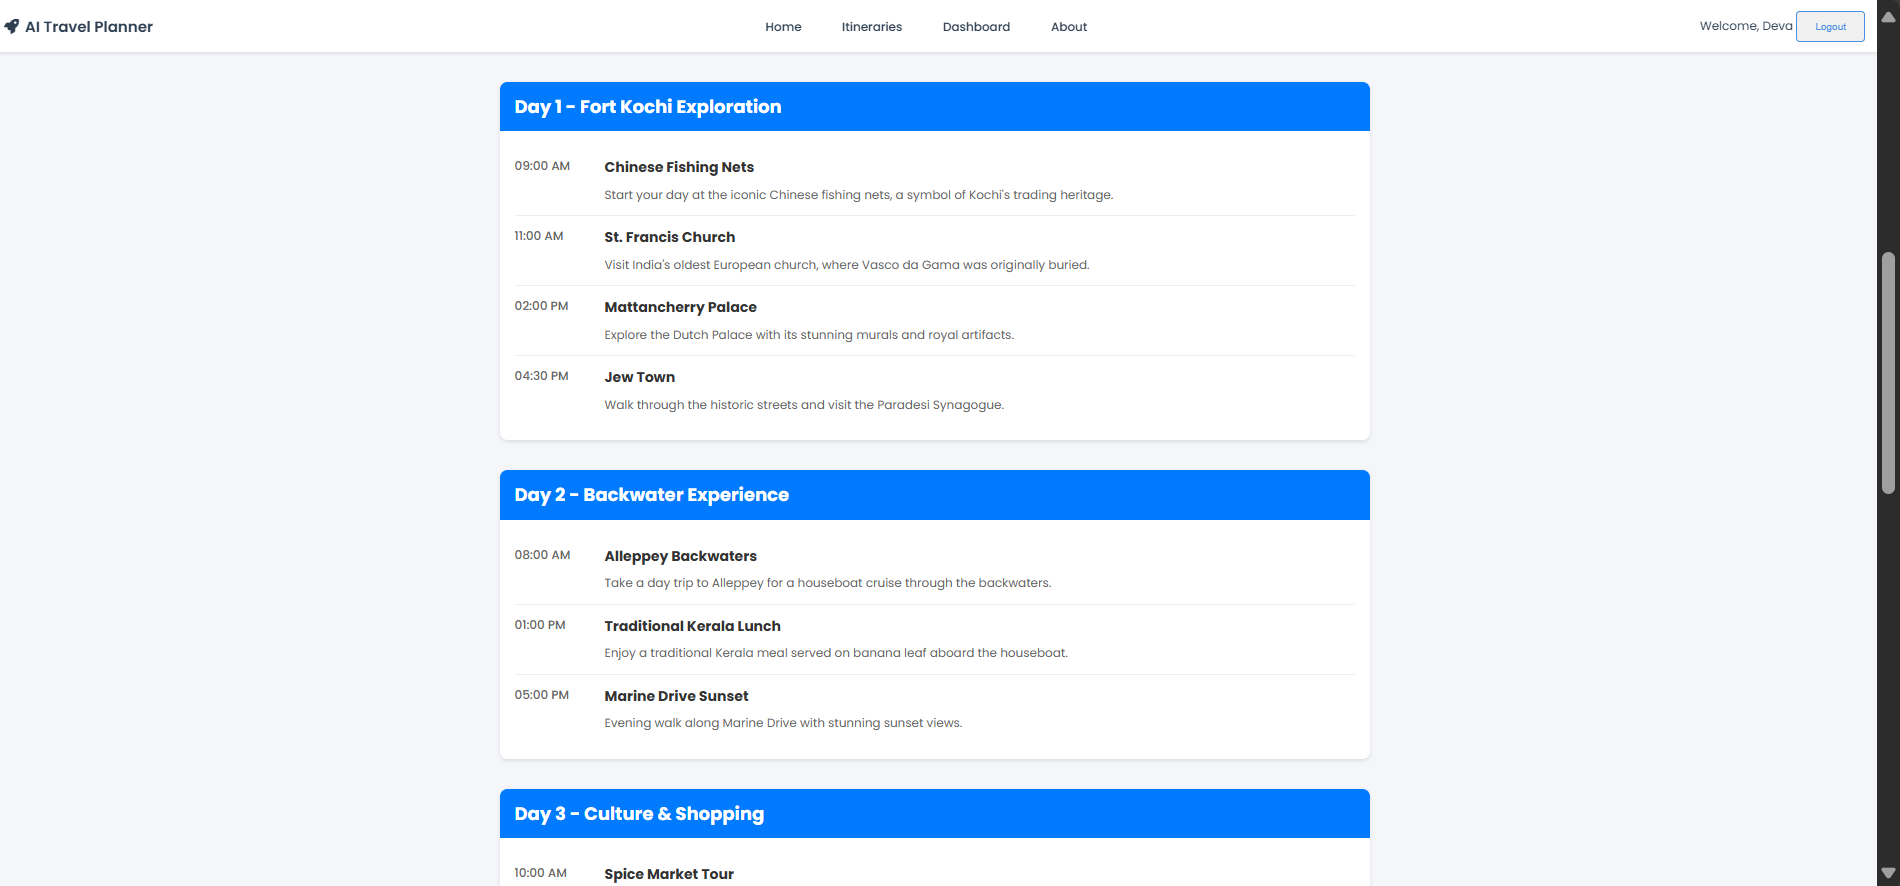 AI Travel Planner
Home
Itineraries
Dashboard
About
Welcome, Deva
Logout
Day 1 - Fort Kochi Exploration
09:00 AM
Chinese Fishing Nets
Start your day at the iconic Chinese fishing nets, a symbol of Kochi's trading heritage.
11:00 AM
St. Francis Church
Visit India's oldest European church, where Vasco da Gama was originally buried.
02:00 PM
Mattancherry Palace
Explore the Dutch Palace with its stunning murals and royal artifacts.
04:30 PM
Jew Town
Walk through the historic streets and visit the Paradesi Synagogue.
Day 2 - Backwater Experience
08:00 AM
Alleppey Backwaters
Take a day trip to Alleppey for a houseboat cruise through the backwaters.
01:00 PM
Traditional Kerala Lunch
Enjoy a traditional Kerala meal served on banana leaf aboard the houseboat.
05:00 PM
Marine Drive Sunset
Evening walk along Marine Drive with stunning sunset views.
Day 3 - Culture & Shopping
10:00 AM
Spice Market Tour